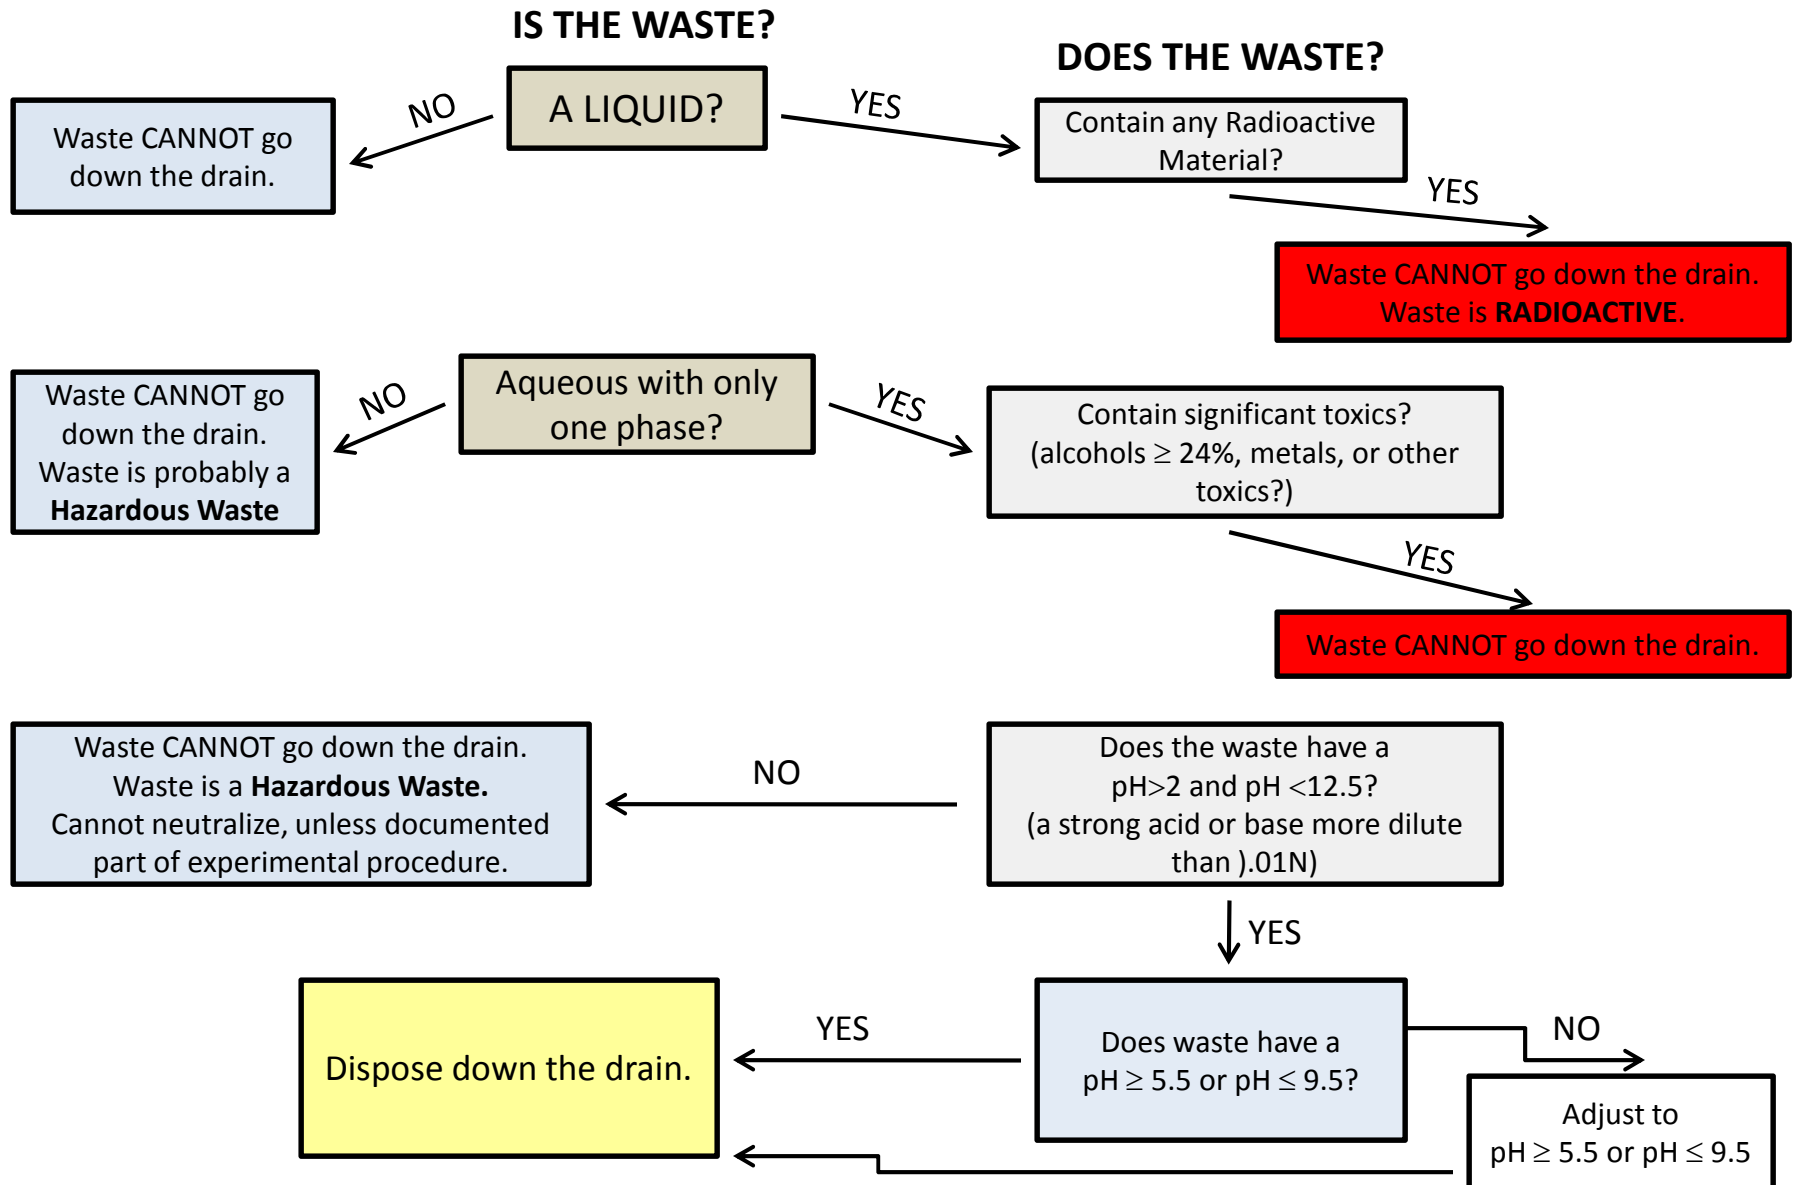 IS THE WASTE?
DOES THE WASTE?
A LIQUID?
NO
YES
Waste CANNOT go
down the drain.
Contain any Radioactive
Material?
YES
Waste CANNOT go down the drain.
Waste is RADIOACTIVE.
Aqueous with only
one phase?
NO
YES
Waste CANNOT go
down the drain.
Waste is probably a
Hazardous Waste
Contain significant toxics?
(alcohols ≥ 24%, metals, or other
toxics?)
YES
Waste CANNOT go down the drain.
Does the waste have a
pH>2 and pH <12.5?
(a strong acid or base more dilute
than ).01N)
NO
Waste CANNOT go down the drain.
Waste is a Hazardous Waste.
Cannot neutralize, unless documented
part of experimental procedure.
YES
Does waste have a
pH ≥ 5.5 or pH ≤ 9.5?
YES
Dispose down the drain.
NO
Adjust to
pH ≥ 5.5 or pH ≤ 9.5